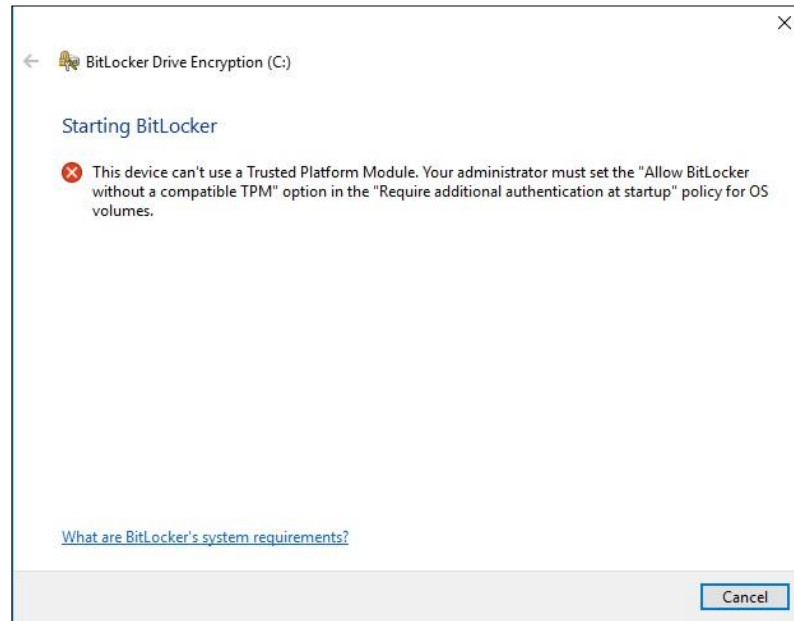 BitLocker Drive Encryption (C:)
Starting BitLocker
This device can't use a Trusted Platform Module. Your administrator must set the "Allow BitLocker
without a compatible TPM" option in the "Require additional authentication at startup" policy for OS
volumes.
What are BitLocker's system requirements?
Cancel